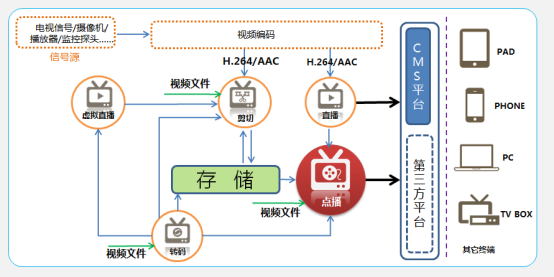 电视信号/摄像机/
播放器/监控探头......
信号源
视频编码
H.264/AAC
H.264/AAC
视频文件
虚拟直播
剪切
直播
CMS平台
第三方平台
存 储
点播
视频文件
转码
视频文件
PAD
PHONE
PC
TV BOX
其它终端